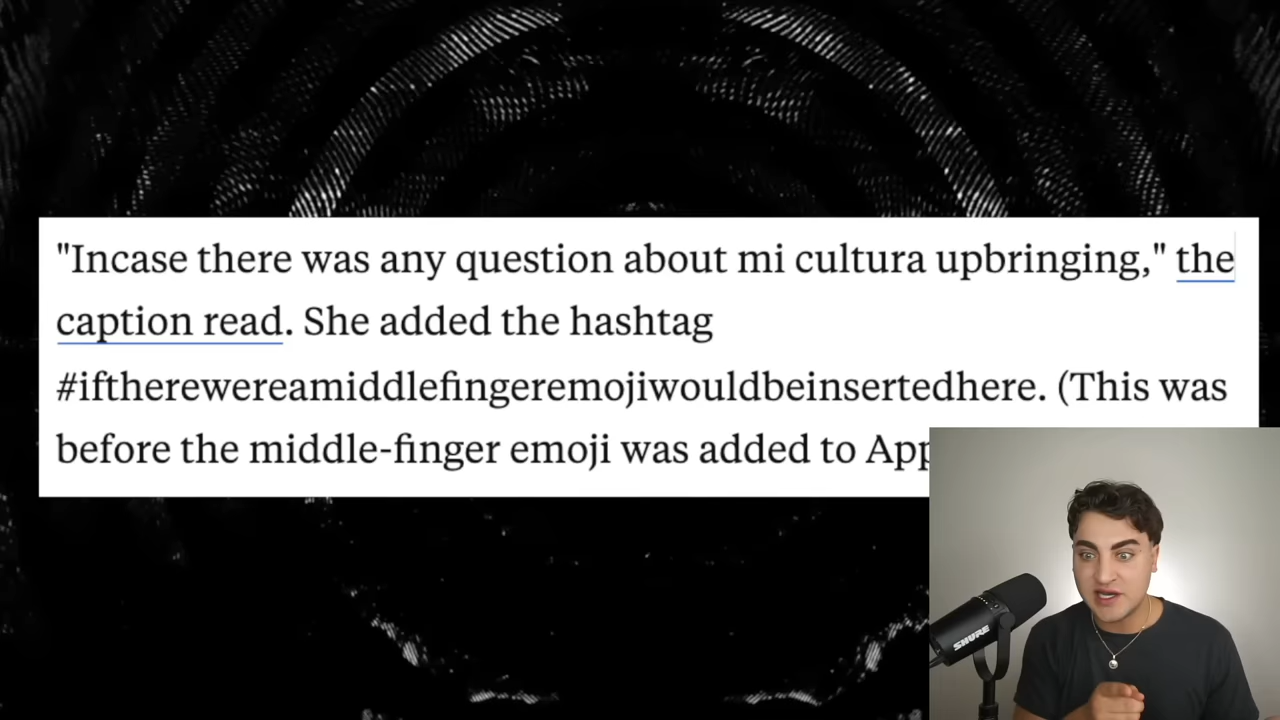 "Incase there was any question about mi cultura upbringing," the
caption read. She added the hashtag
#iftherewereamiddlefingeremojiwouldbeinsertedhere. (This was
before the middle-finger emoji was added to
SHURE